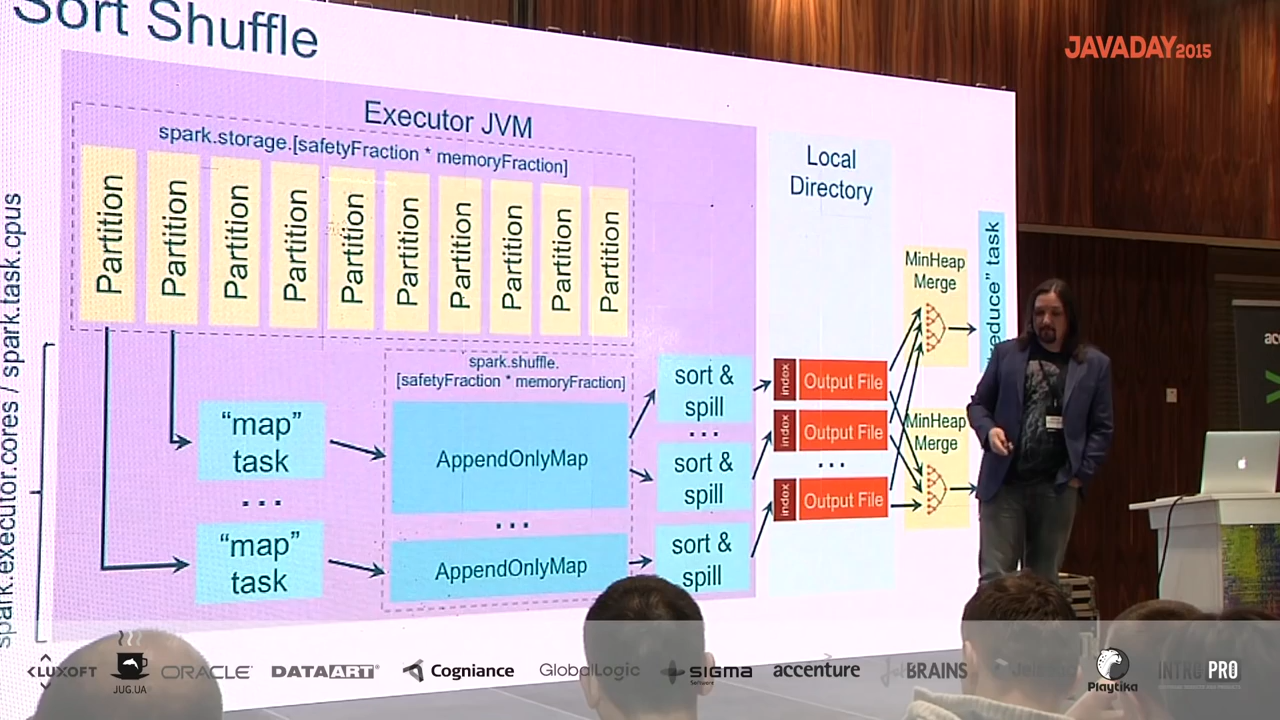 Sort Shuffle
JAVADAY2015
Executor JVM
spark.storage.[safetyFraction * memoryFraction]
Partition
Partition
Partition
Partition
Partition
Partition
Partition
Partition
Partition
Partition
Local
Directory
spark.executor.cores / spark.task.cpus
MinHeap
Merge
"reduce" task
spark.shuffle.
[safetyFraction * memoryFraction]
"map"
task
...
"map"
task
AppendOnlyMap
...
AppendOnlyMap
sort &
spill
...
sort &
spill
sort &
spill
index
Output File
index
Output File
...
index
Output File
MinHeap
Merge
LUXOFT
JUG.UA
ORACLE
DATAART
Cogniance
GlobalLogic
SIGMA
Software
accenture
BRAINS
Playtika
INTRO PRO